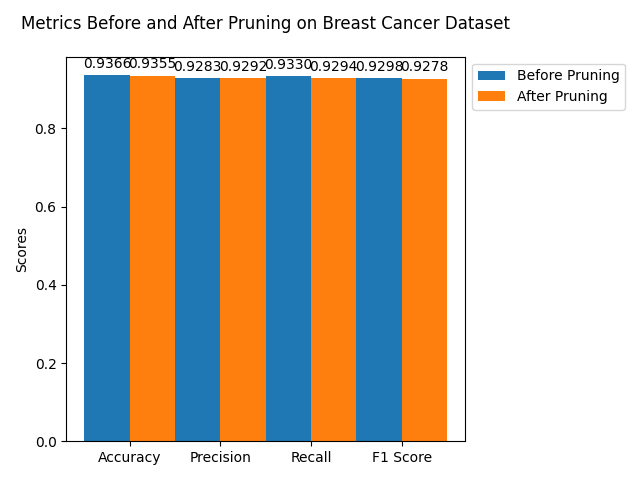 Metrics Before and After Pruning on Breast Cancer Dataset
0.9366 0.9355 0.9283 0.9292 0.9330 0.9294 0.9298 0.9278
Before Pruning
After Pruning
Scores
0.8
0.6
0.4
0.2
0.0
Accuracy Precision Recall F1 Score